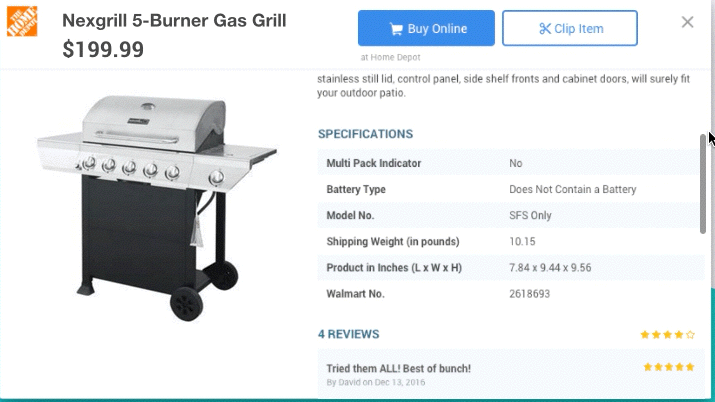 THE HOME DEPOT
Nexgrill 5-Burner Gas Grill
$199.99
Buy Online
Clip Item
at Home Depot
stainless still lid, control panel, side shelf fronts and cabinet doors, will surely fit
your outdoor patio.
SPECIFICATIONS
Multi Pack Indicator No
Battery Type Does Not Contain a Battery
Model No. SFS Only
Shipping Weight (in pounds) 10.15
Product in Inches (L x W x H) 7.84 x 9.44 x 9.56
Walmart No. 2618693
4 REVIEWS
Tried them ALL! Best of bunch!
By David on Dec 13, 2016